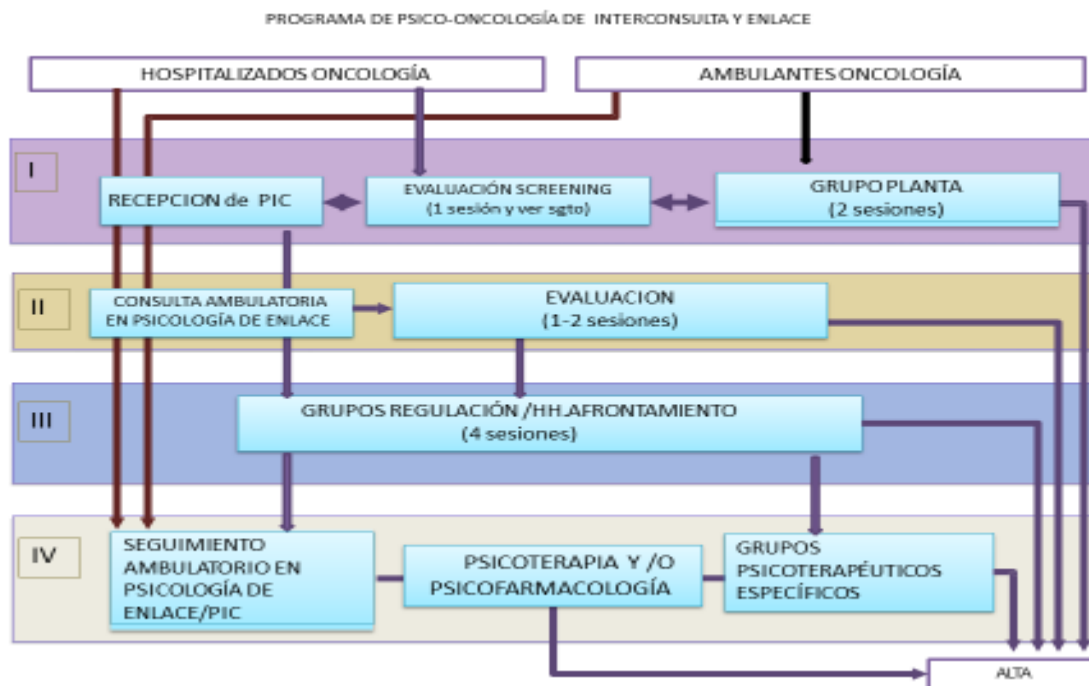 PROGRAMA DE PSICO-ONCOLOGÍA DE INTERCONSULTA Y ENLACE
HOSPITALIZADOS ONCOLOGÍA
AMBULANTES ONCOLOGÍA
I
RECEPCION de PIC
EVALUACIÓN SCREENING
(1 sesión y ver sgto)
GRUPO PLANTA
(2 sesiones)
II
CONSULTA AMBULATORIA
EN PSICOLOGÍA DE ENLACE
EVALUACION
(1-2 sesiones)
III
GRUPOS REGULACIÓN /HH.AFRONTAMIENTO
(4 sesiones)
IV
SEGUIMIENTO
AMBULATORIO EN
PSICOLOGÍA DE
ENLACE/PIC
PSICOTERAPIA Y /O
PSICOFARMACOLOGÍA
GRUPOS
PSICOTERAPÉUTICOS
ESPECÍFICOS
ALTA